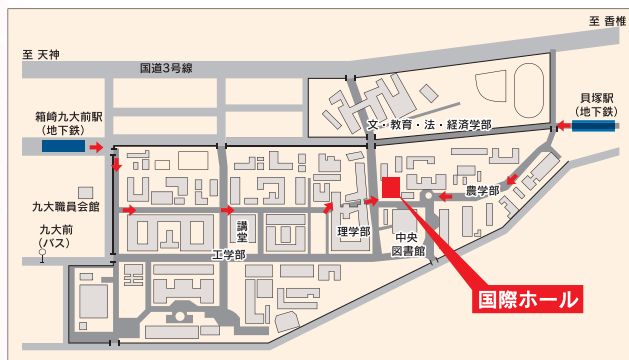 至 香椎
至 天神
国道3号線
箱崎九大前駅
(地下鉄)
貝塚駅
(地下鉄)
文・教育・法・経済学部
九大職員会館
農学部
九大前
(バス)
講堂
理学部
中央
図書館
工学部
国際ホール